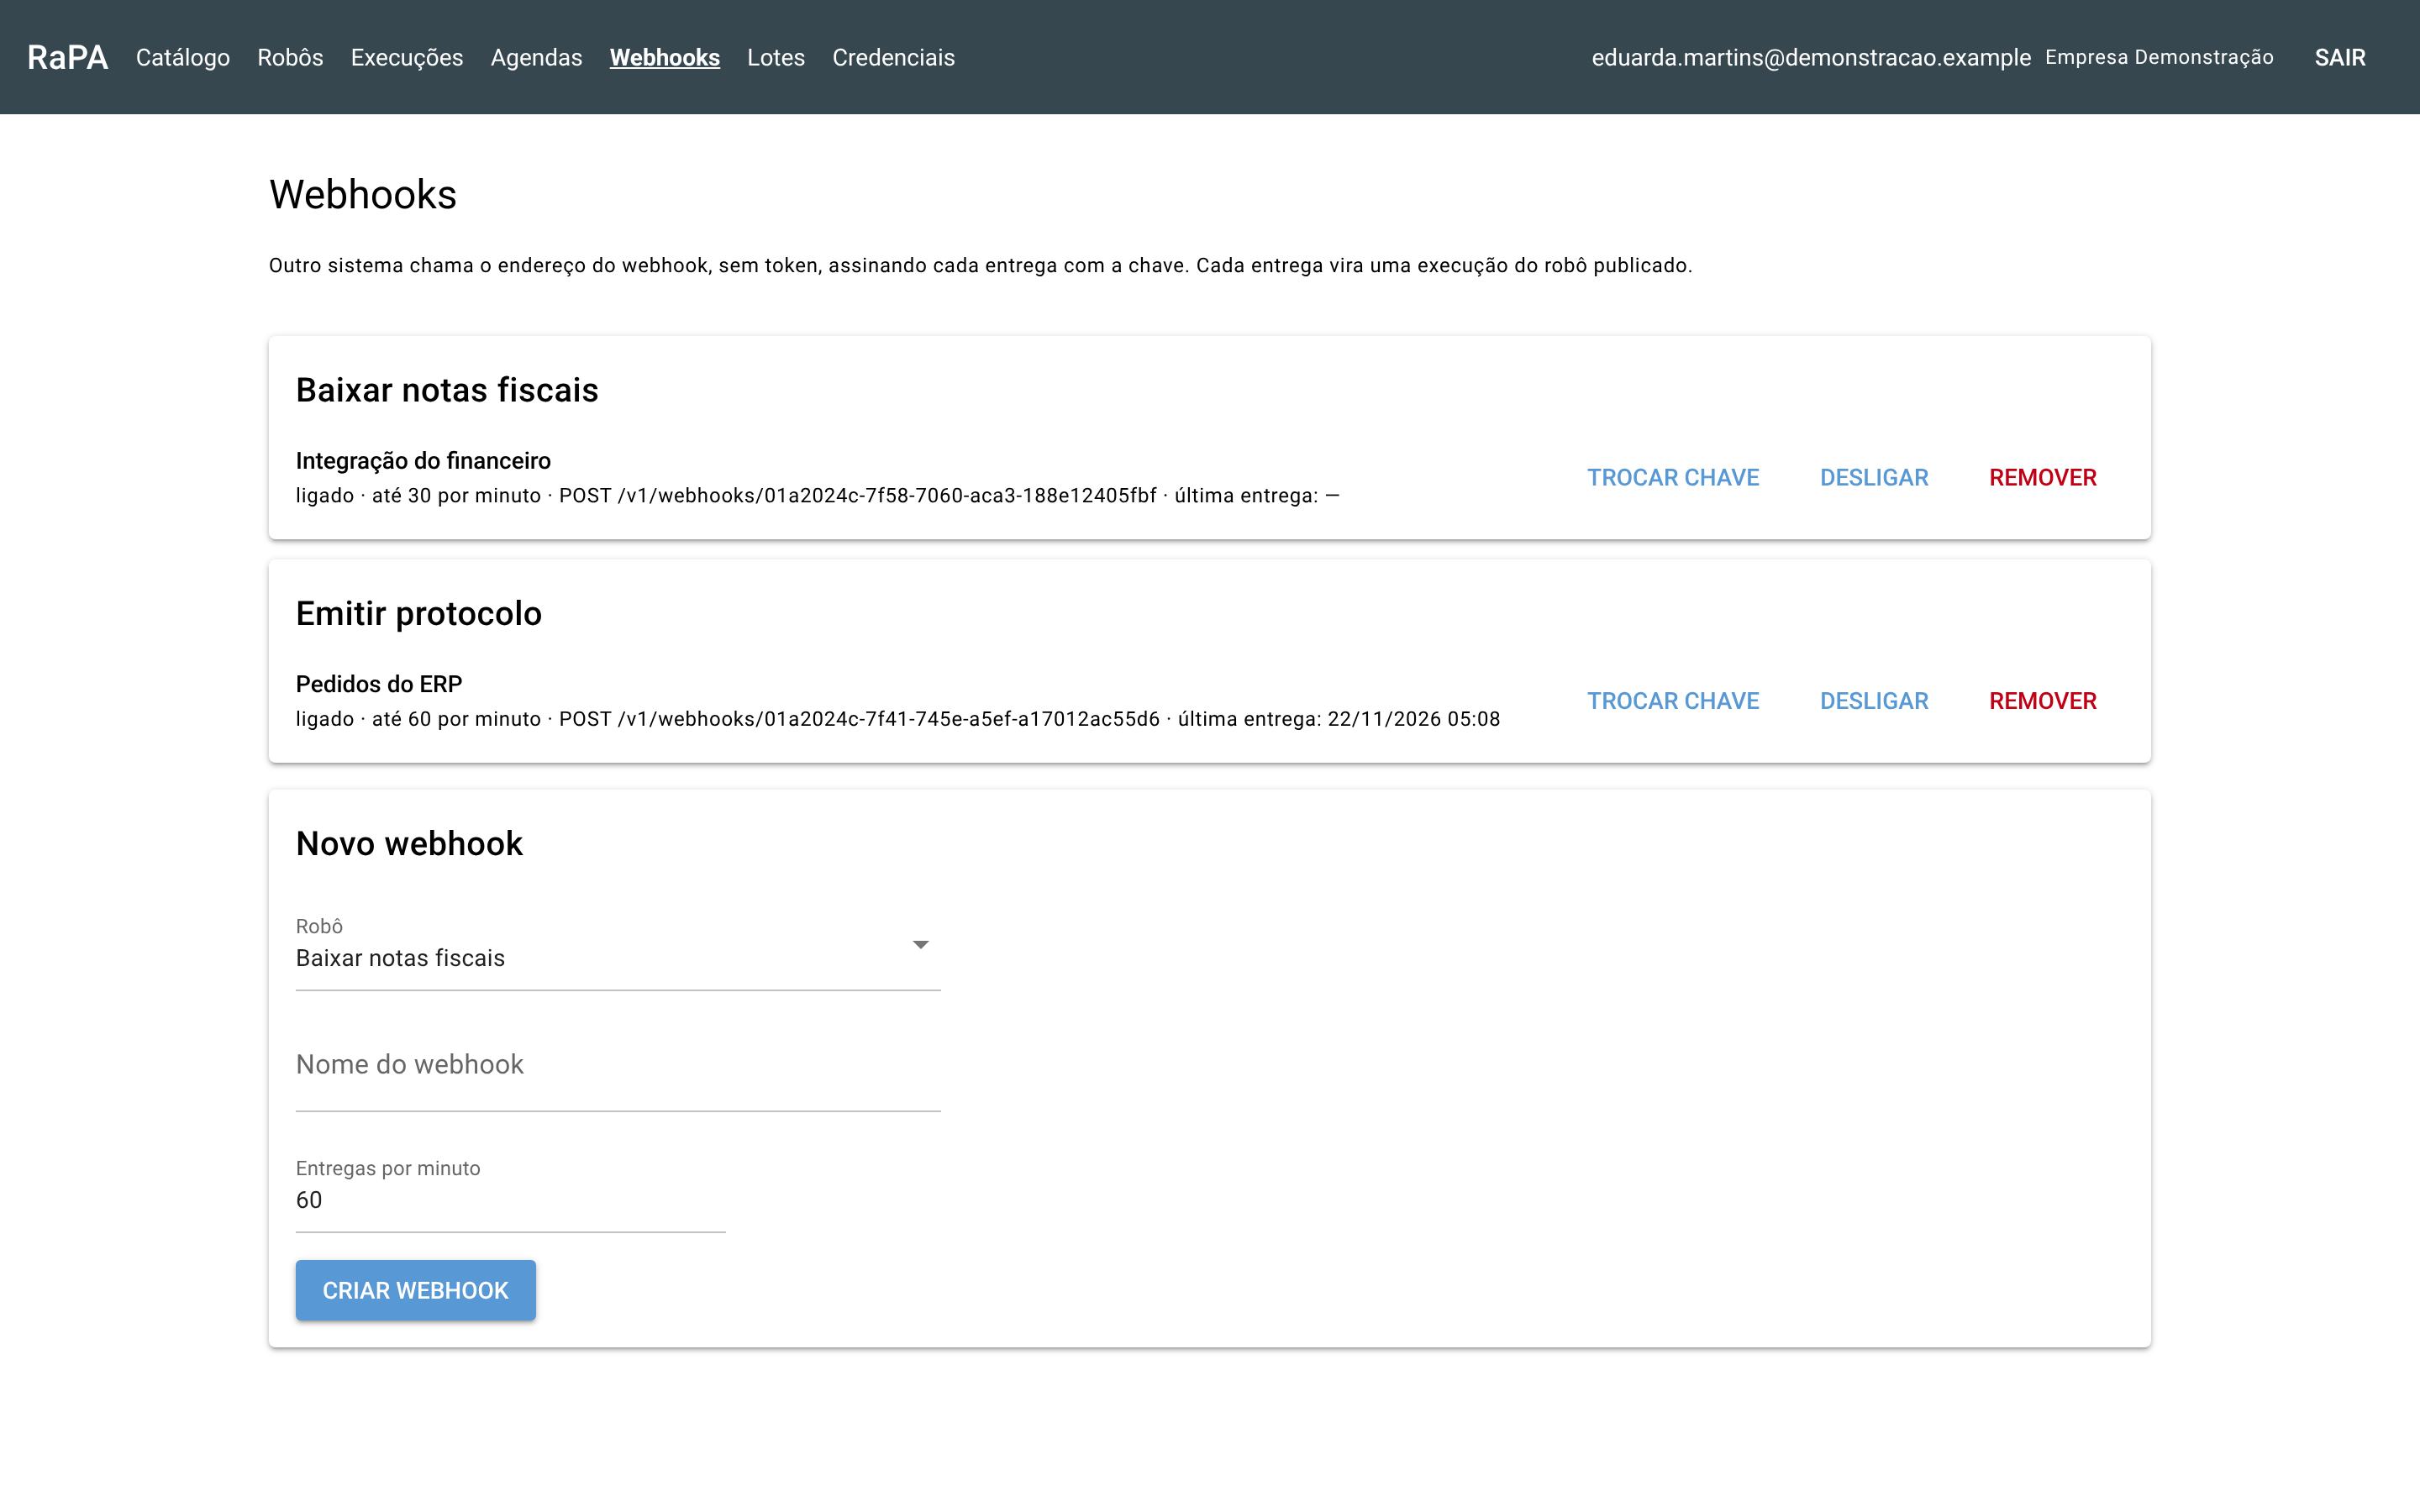 RaPA Catálogo Robôs Execuções Agendas Webhooks Lotes Credenciais eduarda.martins@demonstracao.example Empresa Demonstração SAIR
Webhooks
Outro sistema chama o endereço do webhook, sem token, assinando cada entrega com a chave. Cada entrega vira uma execução do robô publicado.
Baixar notas fiscais
Integração do financeiro
ligado · até 30 por minuto · POST /v1/webhooks/01a2024c-7f58-7060-aca3-188e12405fbf · última entrega: —
TROCAR CHAVE DESLIGAR REMOVER
Emitir protocolo
Pedidos do ERP
ligado · até 60 por minuto · POST /v1/webhooks/01a2024c-7f41-745e-a5ef-a17012ac55d6 · última entrega: 22/11/2026 05:08
TROCAR CHAVE DESLIGAR REMOVER
Novo webhook
Robô
Baixar notas fiscais
Nome do webhook
Entregas por minuto
60
CRIAR WEBHOOK